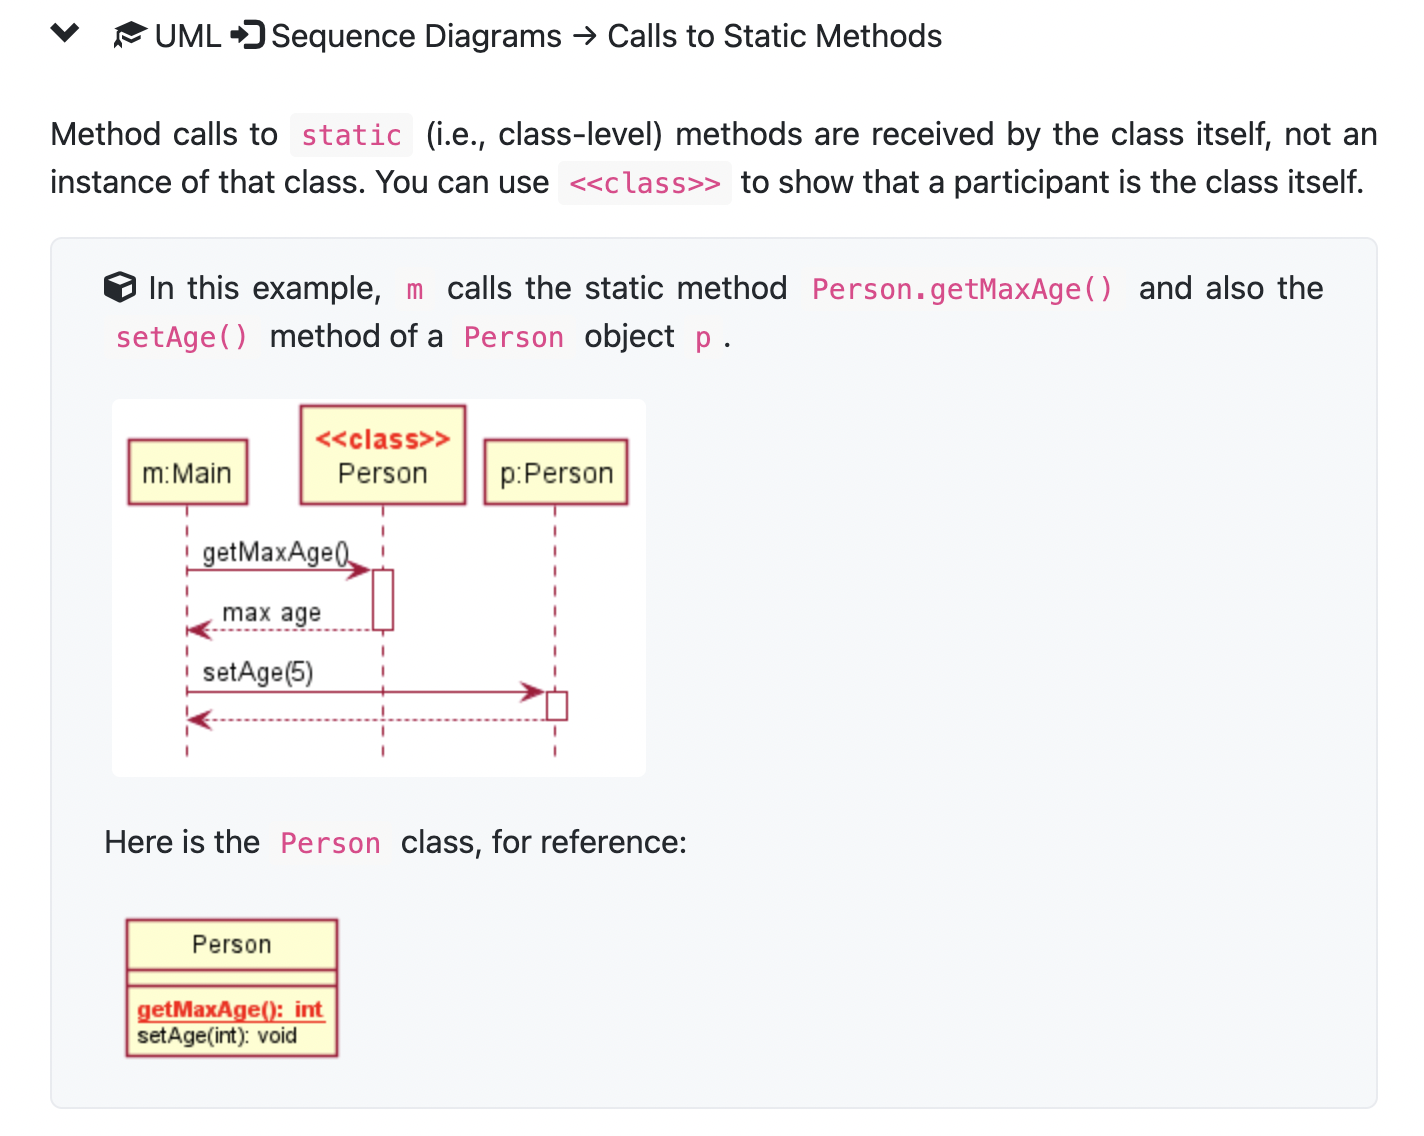 UML Sequence Diagrams → Calls to Static Methods
Method calls to static (i.e., class-level) methods are received by the class itself, not an
instance of that class. You can use <<class>> to show that a participant is the class itself.
In this example, m calls the static method Person.getMaxAge() and also the
setAge() method of a Person object p .
<<class>>
m:Main Person p:Person
getMaxAge()
max age
setAge(5)
Here is the Person class, for reference:
Person
getMaxAge(): int
setAge(int): void